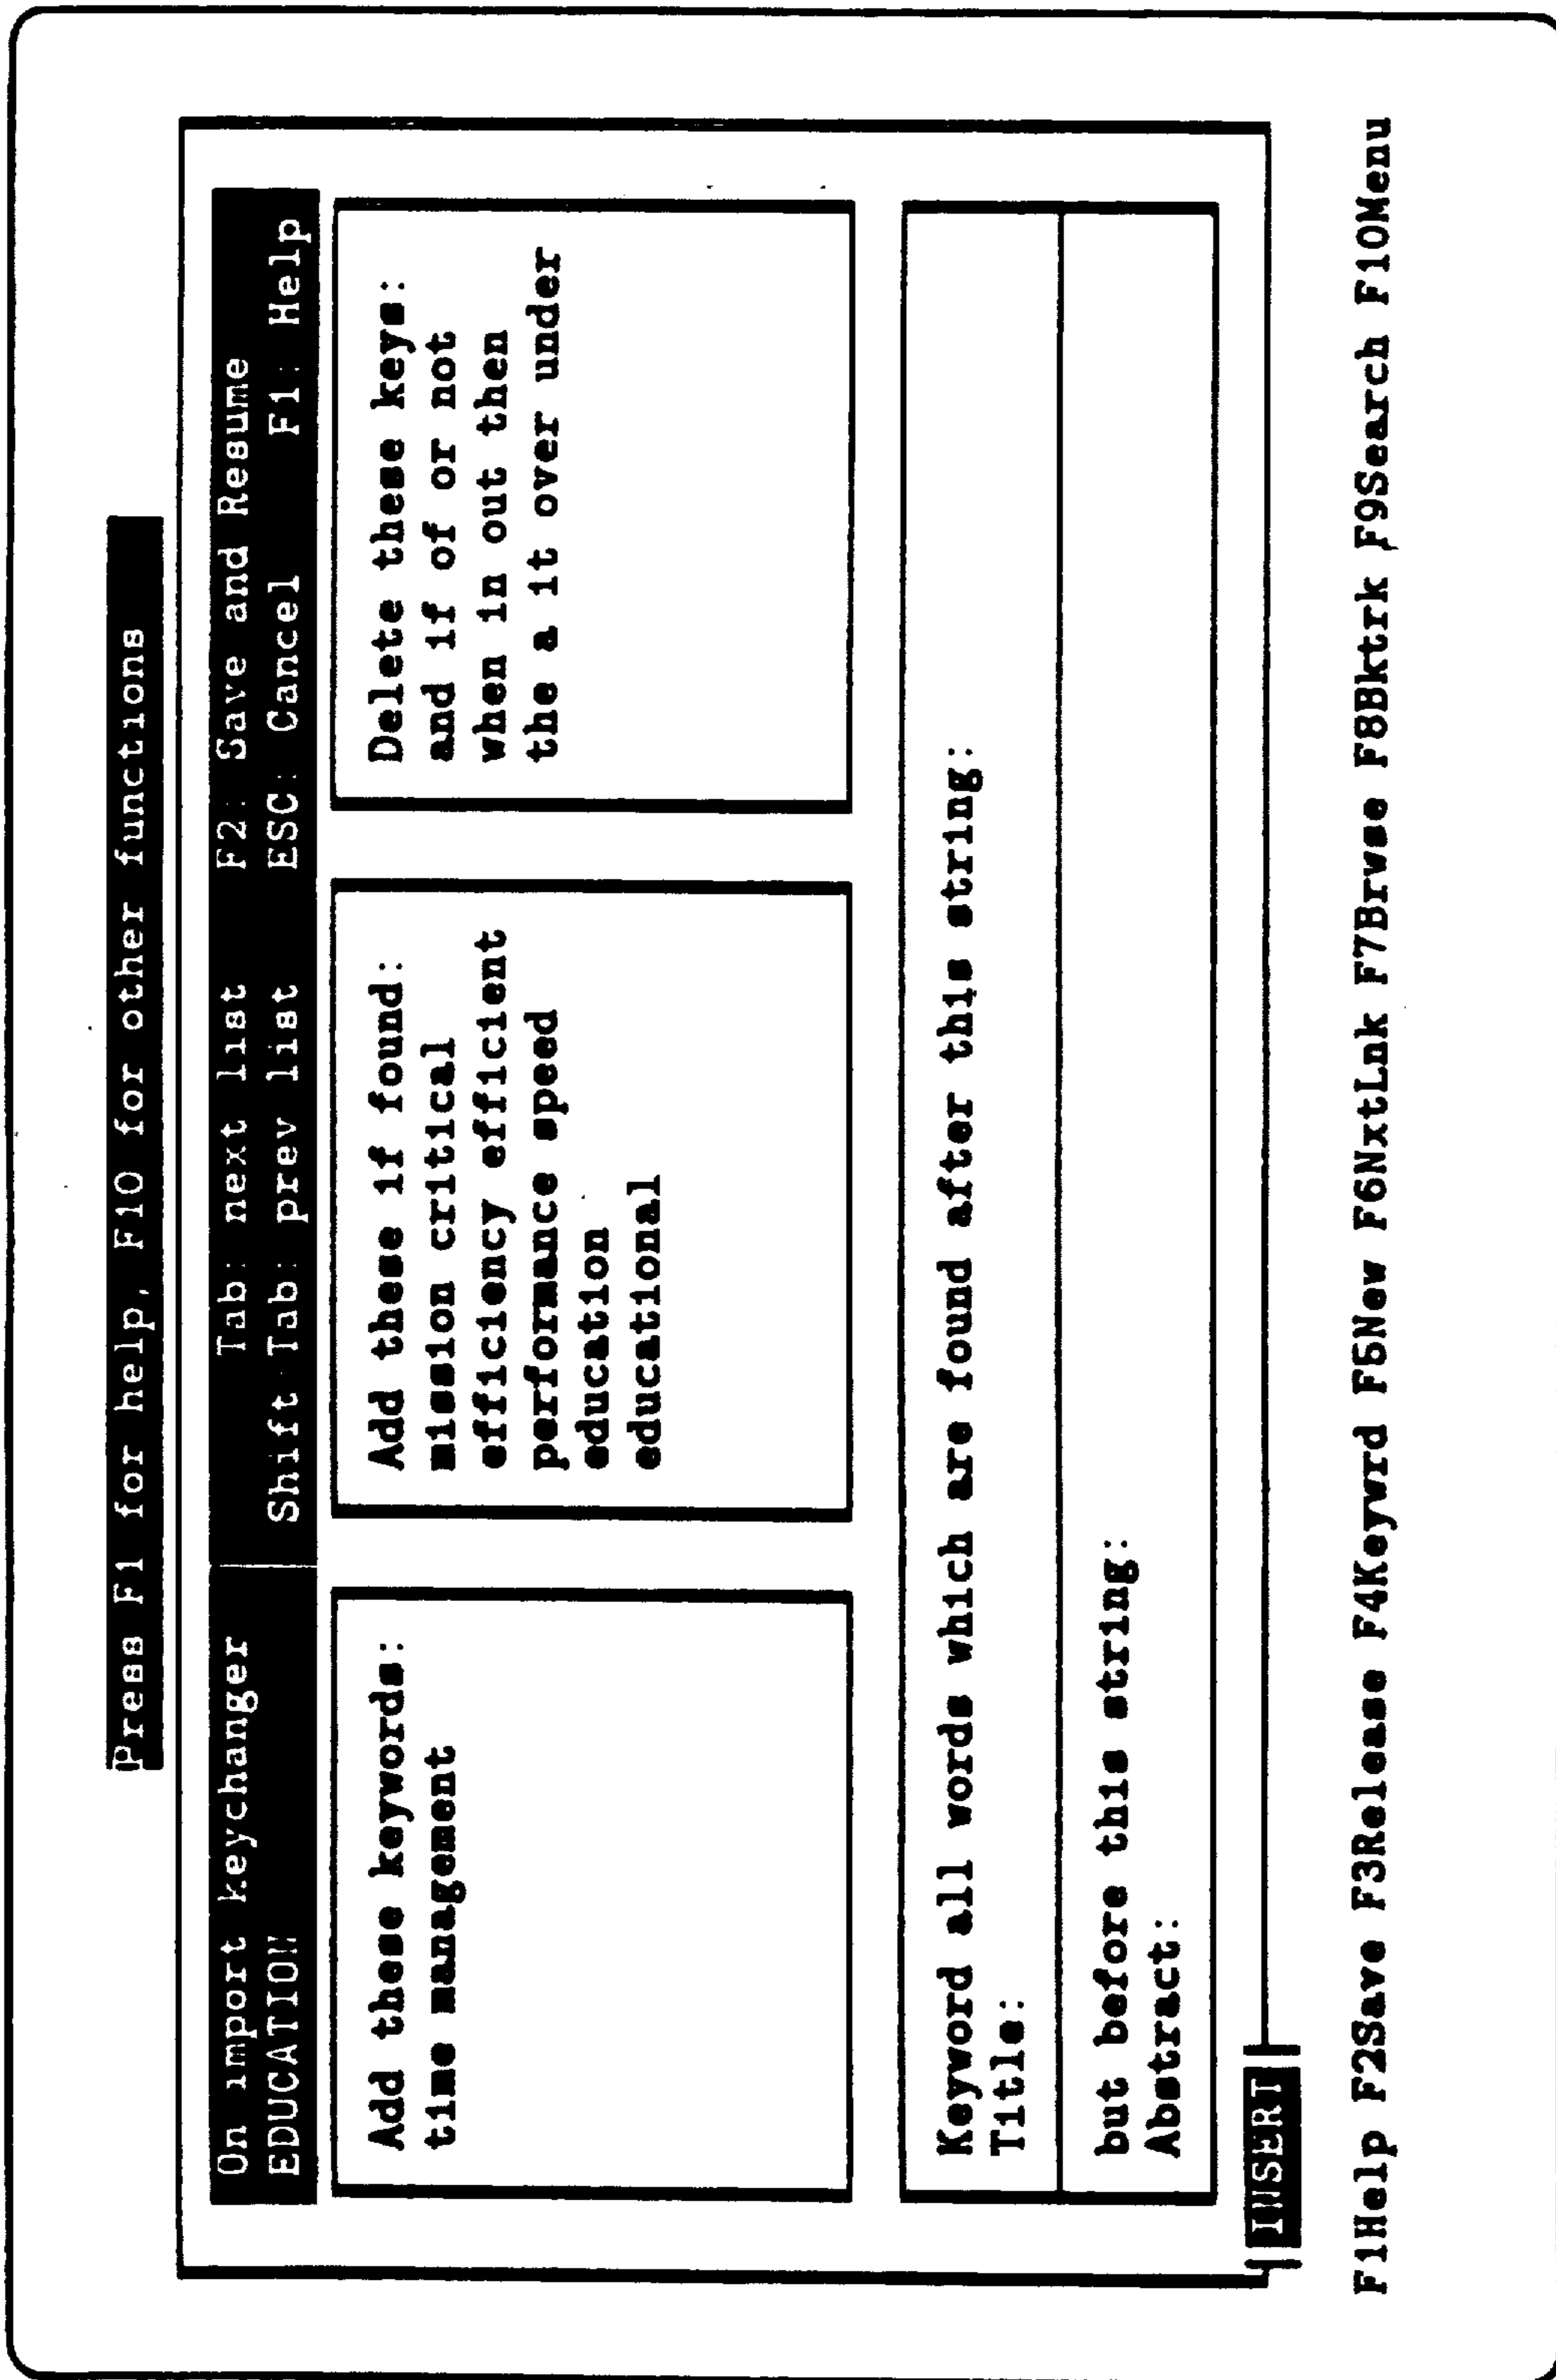 Press F1 for help, F10 for other functions
On import keychanger Tab: next list F2: Save and Resume
EDUCATION Shift Tab: prev list ESC: Cancel F1: Help
Add these keywords:
time management
Add these if found:
mission critical
efficiency efficient
performance speed
education
educational
Delete these keys:
and if of or not
when in out then
the a it over under
Keyword all words which are found after this string:
Title:
but before this string:
Abstract:
INSERT
F1Help F2Save F3Release F4Keywrd F5New F6NxtLnk F7Brwse F8Bktrk F9Search F10Menu